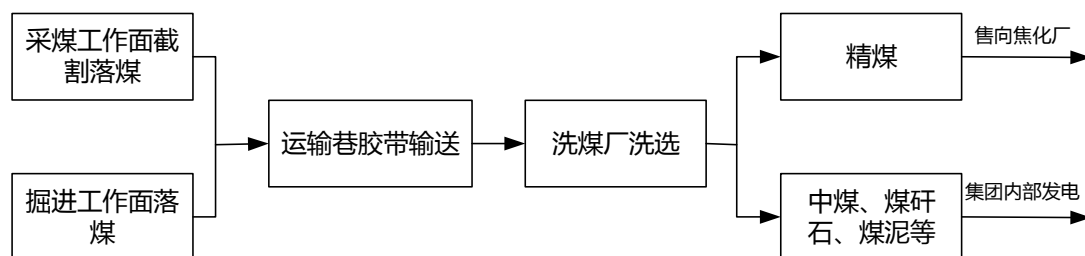 采煤工作面截
割落煤
掘进工作面落
煤
运输巷胶带输送
洗煤厂洗选
精煤
售向焦化厂
中煤、煤矸
石、煤泥等
集团内部发电